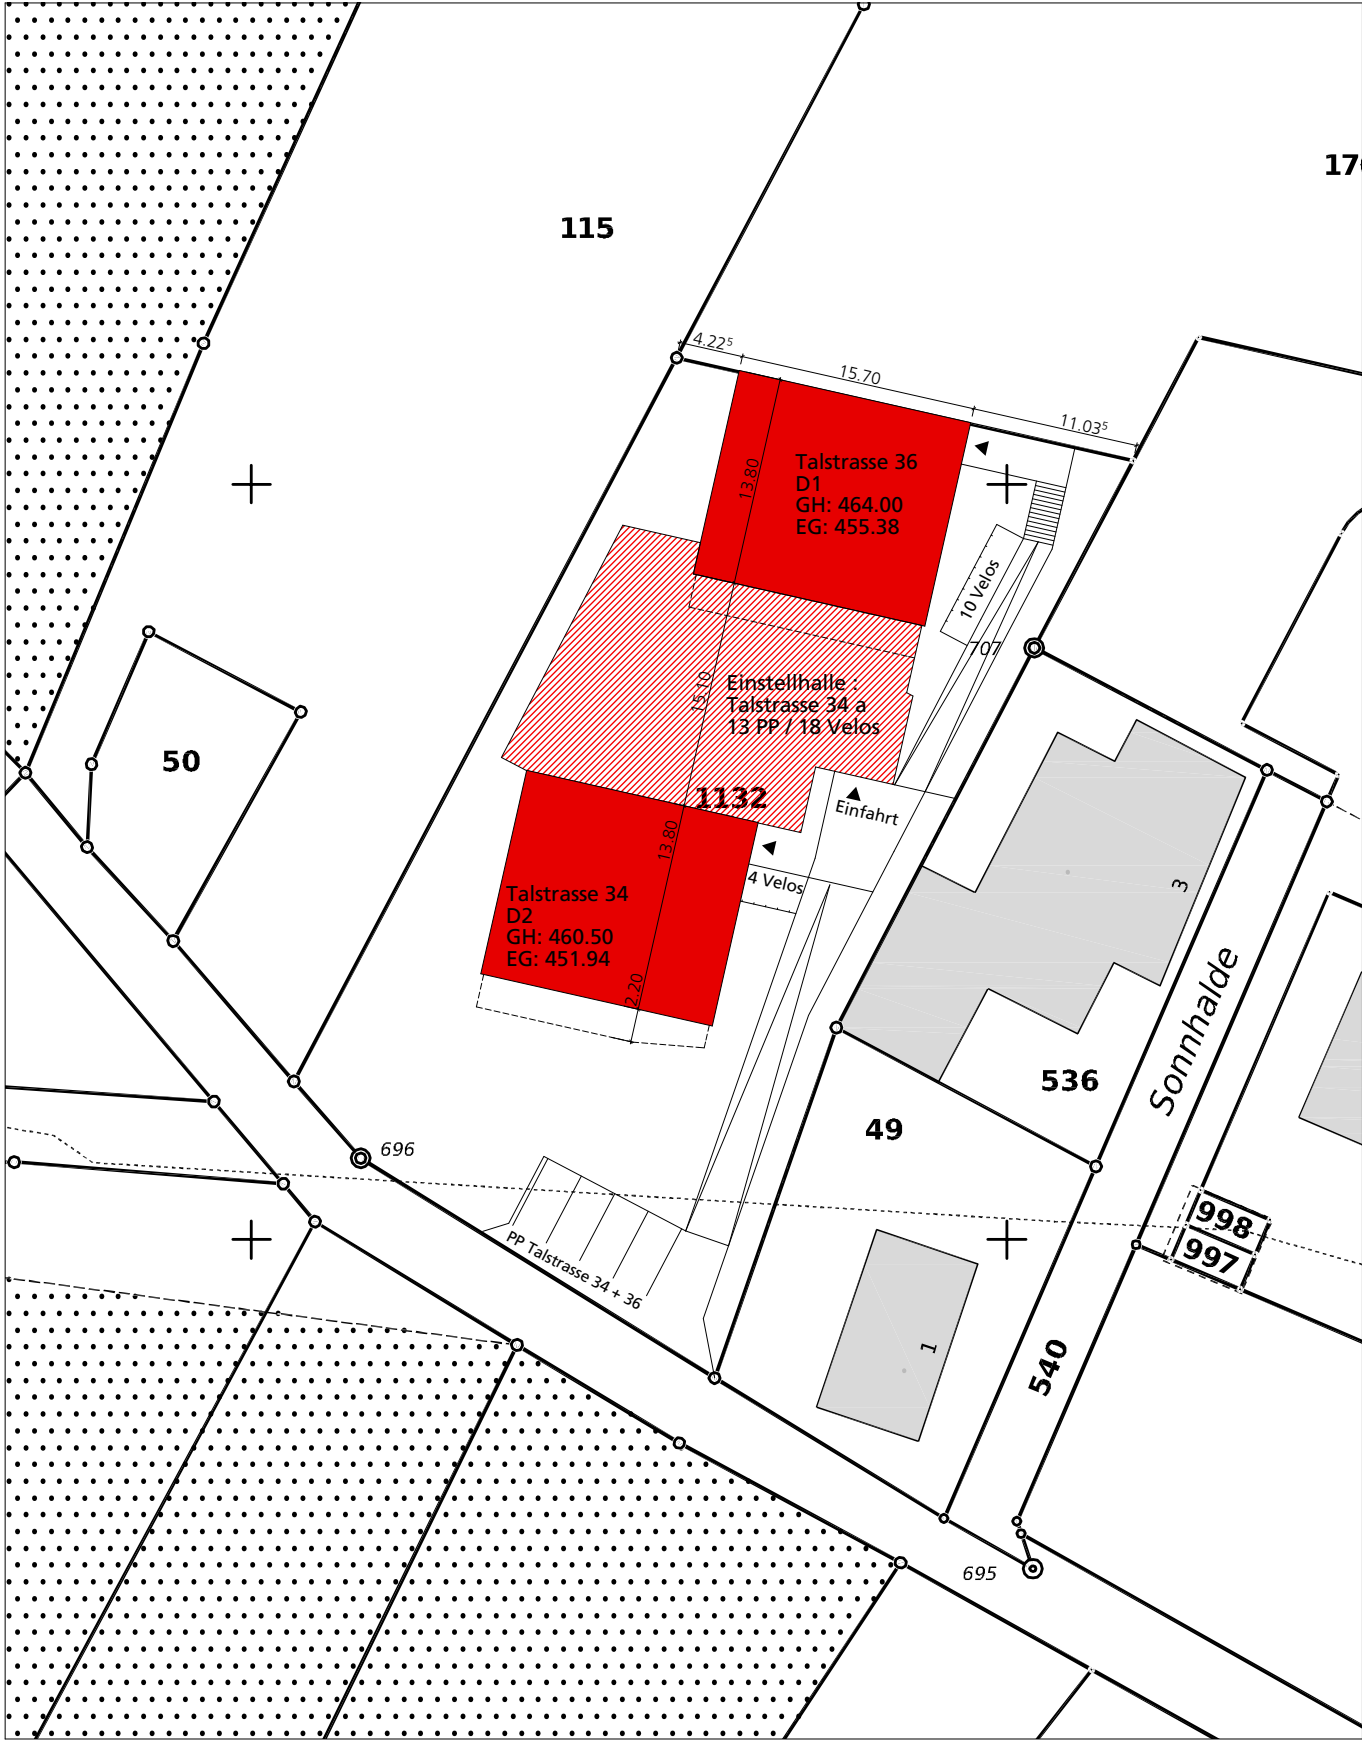 170
115
4.22⁵
15.70
11.03⁵
Talstrasse 36
D1
GH: 464.00
EG: 455.38
13.80
10 Velos
707
Einstellhalle :
Talstrasse 34 a
13 PP / 18 Velos
15.10
50
1132
Einfahrt
13.80
4 Velos
3
Talstrasse 34
D2
GH: 460.50
EG: 451.94
2.20
Sonnhalde
536
49
696
998
997
PP Talstrasse 34 + 36
1
540
695